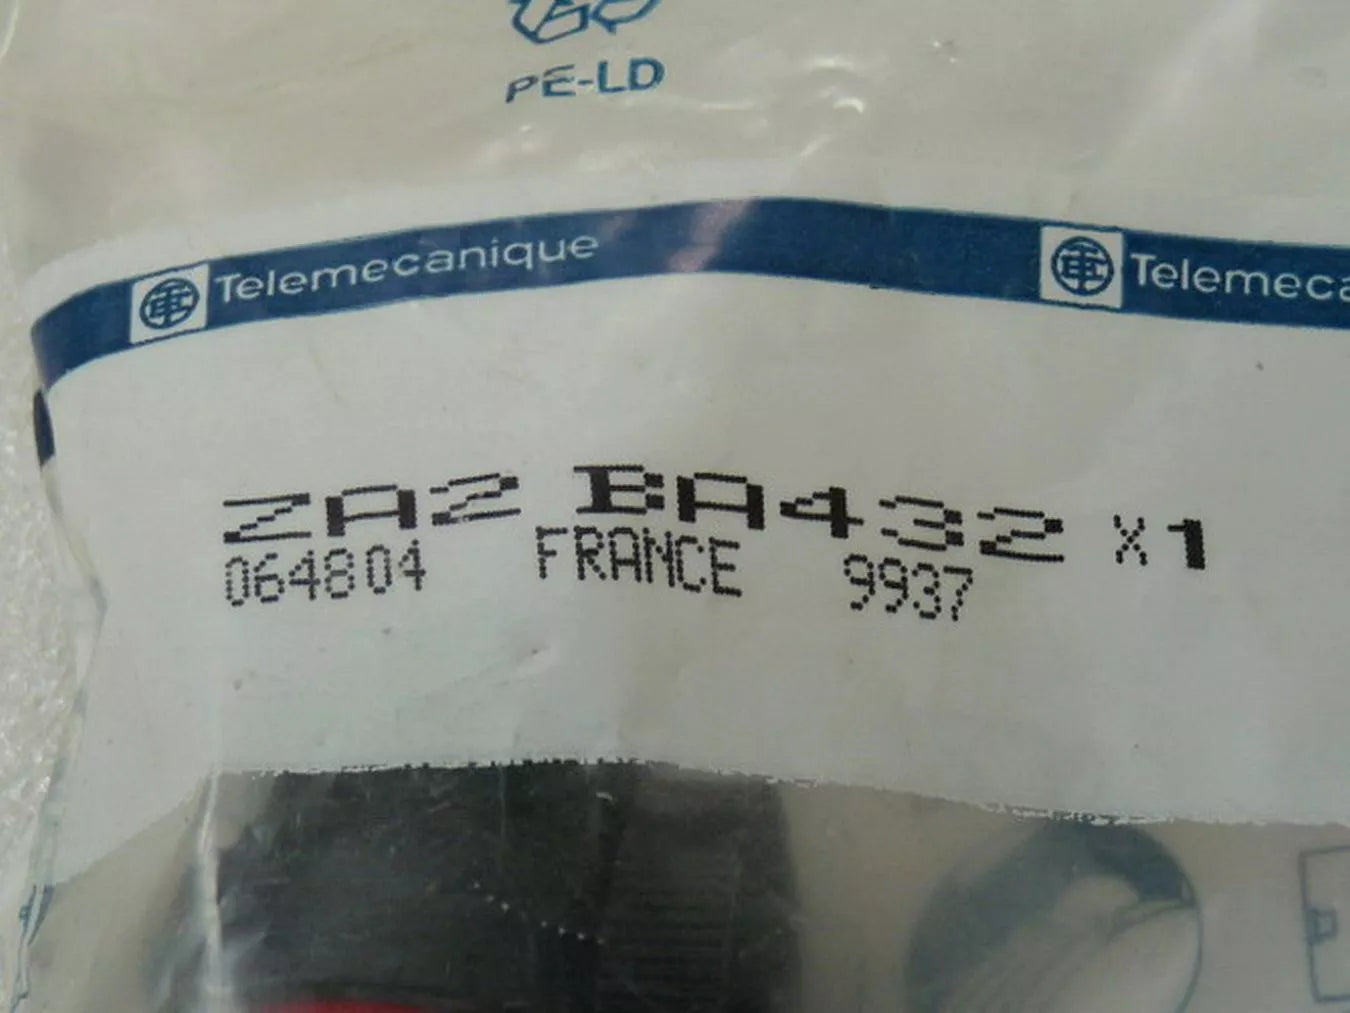 PE-LD
Telemecanique Telemeca
ZA2 BA432 x1
064804 FRANCE 9937